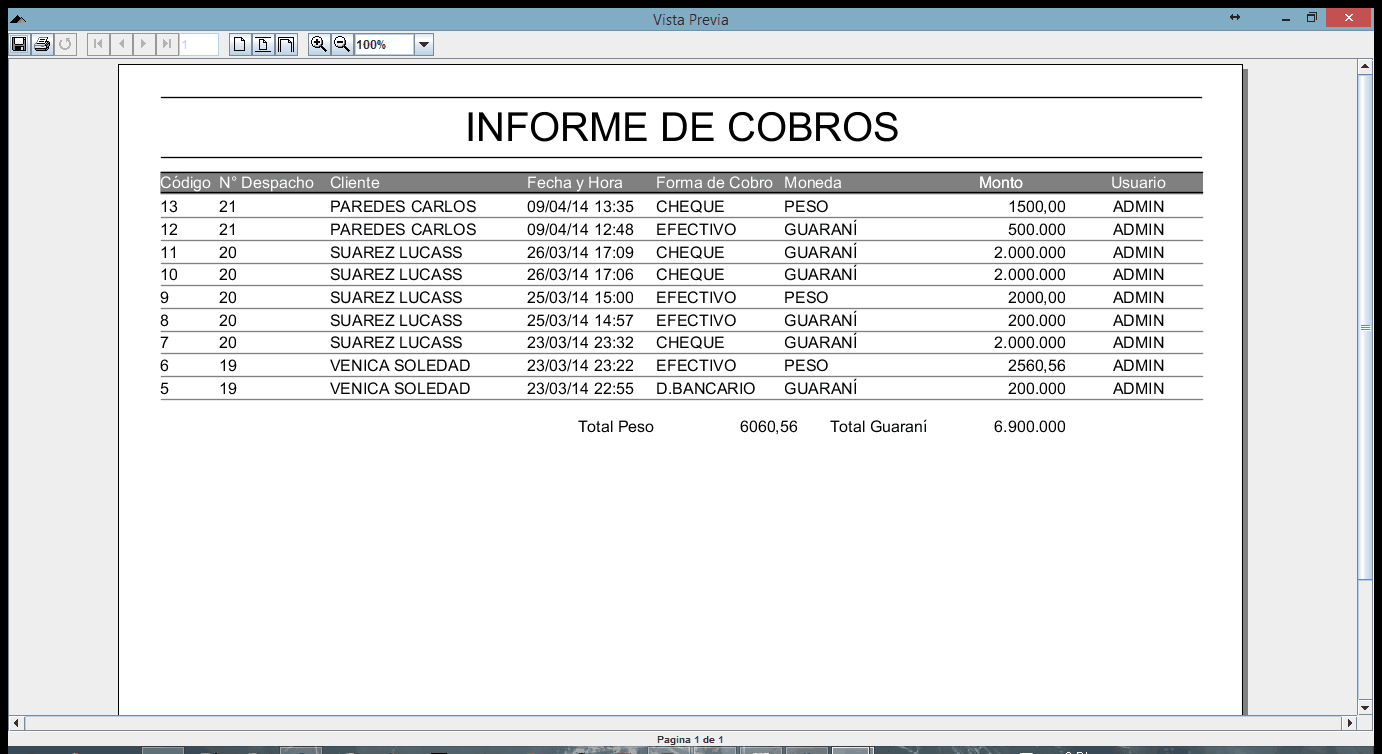 Vista Previa
1 100%
INFORME DE COBROS
Código N° Despacho Cliente Fecha y Hora Forma de Cobro Moneda Monto Usuario
13 21 PAREDES CARLOS 09/04/14 13:35 CHEQUE PESO 1500,00 ADMIN
12 21 PAREDES CARLOS 09/04/14 12:48 EFECTIVO GUARANÍ 500.000 ADMIN
11 20 SUAREZ LUCASS 26/03/14 17:09 CHEQUE GUARANÍ 2.000.000 ADMIN
10 20 SUAREZ LUCASS 26/03/14 17:06 CHEQUE GUARANÍ 2.000.000 ADMIN
9 20 SUAREZ LUCASS 25/03/14 15:00 EFECTIVO PESO 2000,00 ADMIN
8 20 SUAREZ LUCASS 25/03/14 14:57 EFECTIVO GUARANÍ 200.000 ADMIN
7 20 SUAREZ LUCASS 23/03/14 23:32 CHEQUE GUARANÍ 2.000.000 ADMIN
6 19 VENICA SOLEDAD 23/03/14 23:22 EFECTIVO PESO 2560,56 ADMIN
5 19 VENICA SOLEDAD 23/03/14 22:55 D.BANCARIO GUARANÍ 200.000 ADMIN
Total Peso 6060,56 Total Guaraní 6.900.000
Pagina 1 de 1